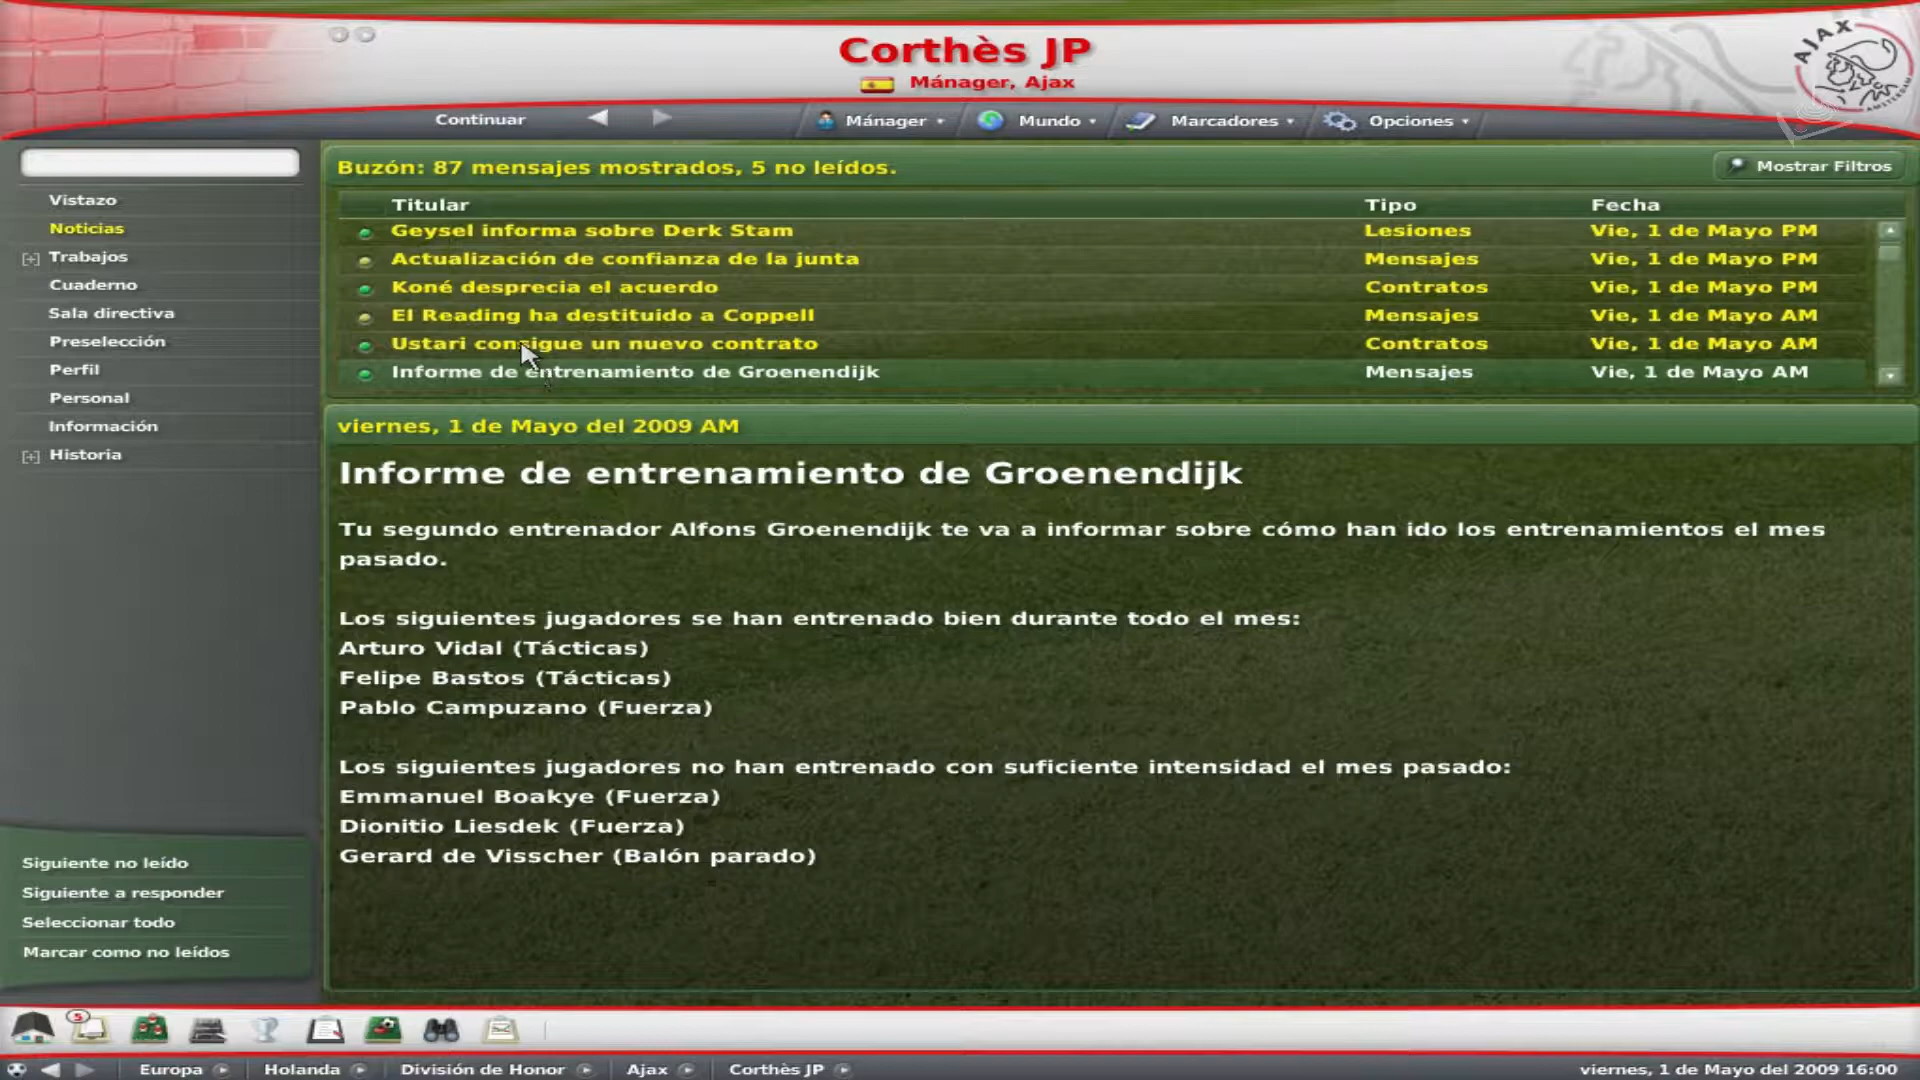 Corthès JP
Mánager, Ajax
AJAX
AMSTERDAM
Continuar
Mánager
Mundo
Marcadores
Opciones
Vistazo
Noticias
[+] Trabajos
Cuaderno
Sala directiva
Preselección
Perfil
Personal
Información
[+] Historia
Siguiente no leído
Siguiente a responder
Seleccionar todo
Marcar como no leídos
Buzón: 87 mensajes mostrados, 5 no leídos.
Mostrar Filtros
Titular Tipo Fecha
Geysel informa sobre Derk Stam Lesiones Vie, 1 de Mayo PM
Actualización de confianza de la junta Mensajes Vie, 1 de Mayo PM
Koné desprecia el acuerdo Contratos Vie, 1 de Mayo PM
El Reading ha destituido a Coppell Mensajes Vie, 1 de Mayo AM
Ustari consigue un nuevo contrato Contratos Vie, 1 de Mayo AM
Informe de entrenamiento de Groenendijk Mensajes Vie, 1 de Mayo AM
viernes, 1 de Mayo del 2009 AM
Informe de entrenamiento de Groenendijk
Tu segundo entrenador Alfons Groenendijk te va a informar sobre cómo han ido los entrenamientos el mes
pasado.
Los siguientes jugadores se han entrenado bien durante todo el mes:
Arturo Vidal (Tácticas)
Felipe Bastos (Tácticas)
Pablo Campuzano (Fuerza)
Los siguientes jugadores no han entrenado con suficiente intensidad el mes pasado:
Emmanuel Boakye (Fuerza)
Dionitio Liesdek (Fuerza)
Gerard de Visscher (Balón parado)
5
Europa
Holanda
División de Honor
Ajax
Corthès JP
viernes, 1 de Mayo del 2009 16:00